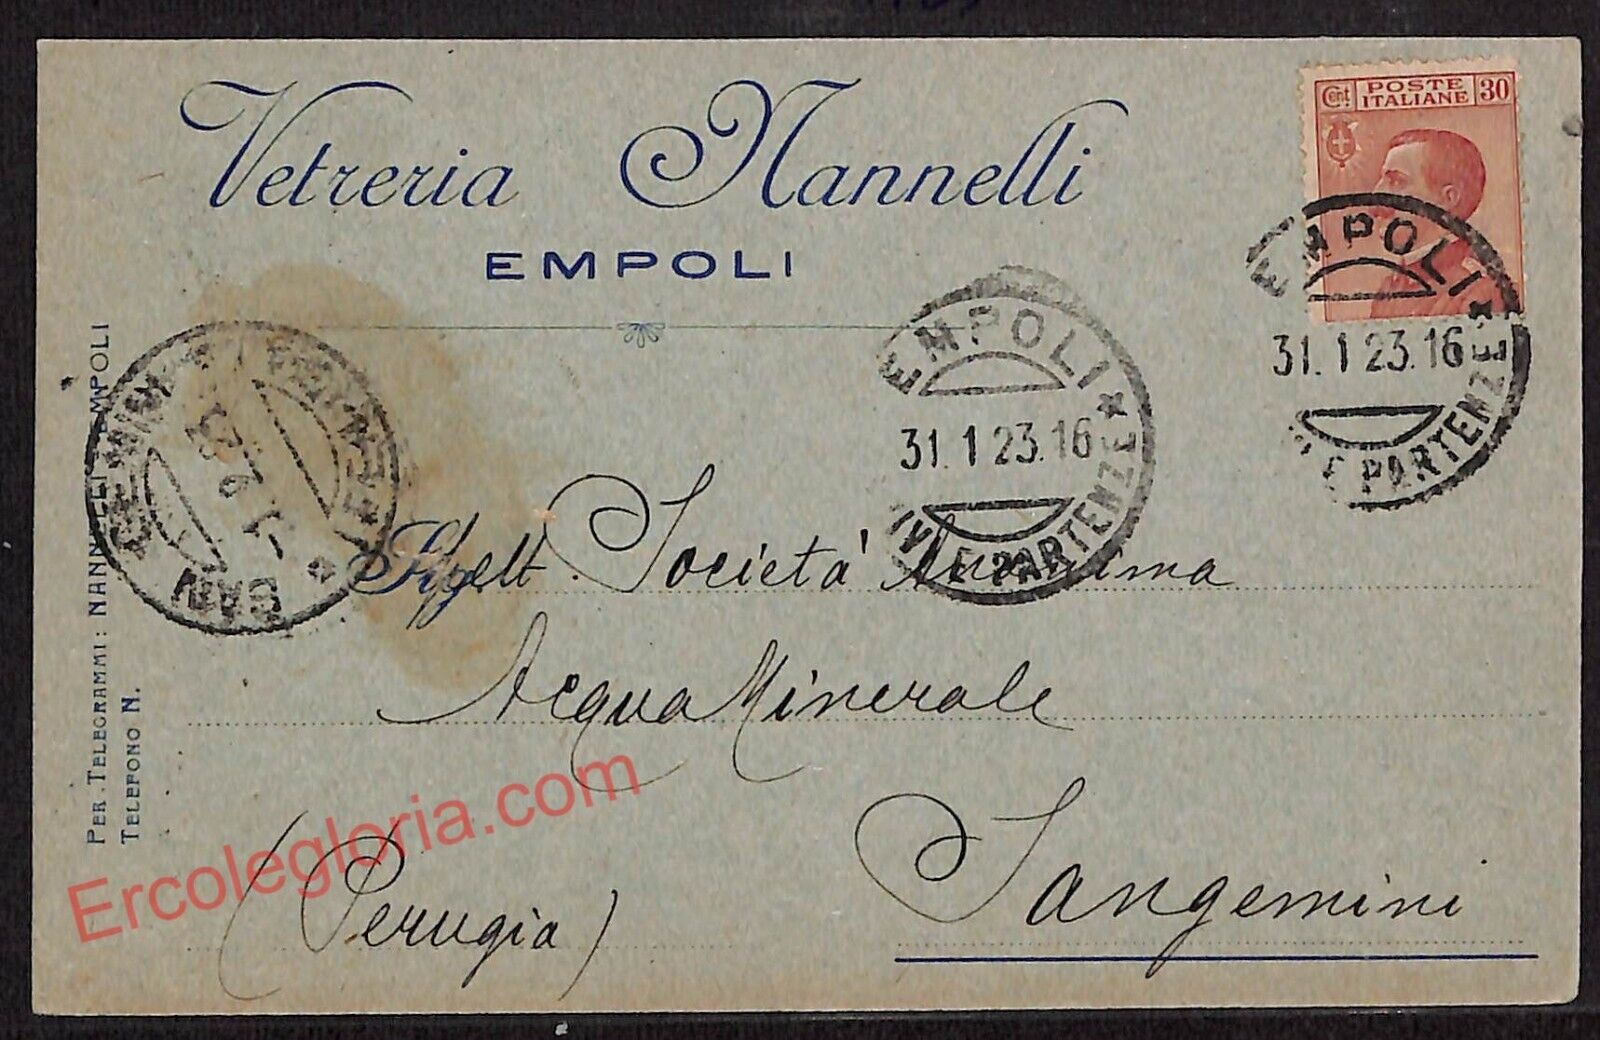 Vetreria Nannelli
EMPOLI
Cent. POSTE ITALIANE 30
EMPOLI
31.1.23.16
E PARTENZE
EMPOLI
31.1.23.16
E PARTENZE
PER TELEGRAMMI: NANNELLI-EMPOLI
TELEFONO N.
Spett. Società Anonima
Acqua Minerale
Sangemini
(Perugia)
Ercolegloria.com